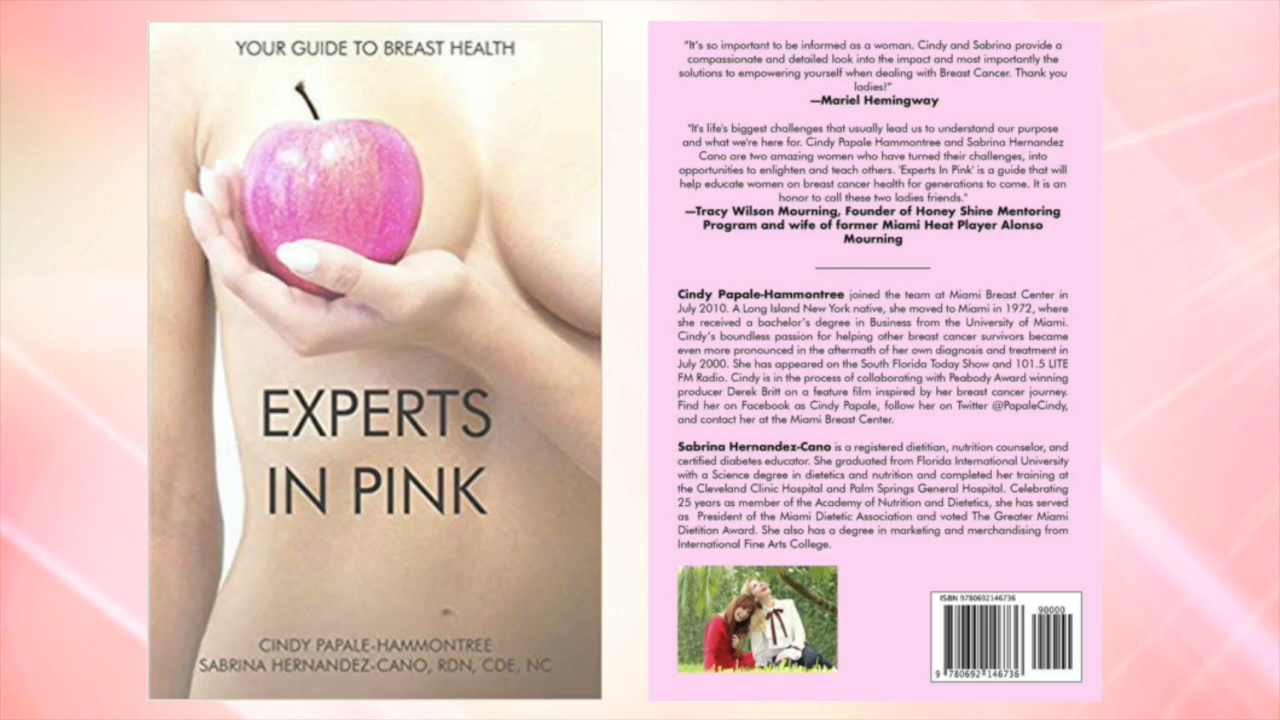 YOUR GUIDE TO BREAST HEALTH
EXPERTS
IN PINK
CINDY PAPALE-HAMMONTREE
SABRINA HERNANDEZ-CANO, RDN, CDE, NC
"It's so important to be informed as a woman. Cindy and Sabrina provide a
compassionate and detailed look into the impact and most importantly the
solutions to empowering yourself when dealing with Breast Cancer. Thank you
ladies!"
—Mariel Hemingway
"It's life's biggest challenges that usually lead us to understand our purpose
and what we're here for. Cindy Papale Hammontree and Sabrina Hernandez
Cano are two amazing women who have turned their challenges, into
opportunities to enlighten and teach others. 'Experts In Pink' is a guide that will
help educate women on breast cancer health for generations to come. It is an
honor to call these two ladies friends."
—Tracy Wilson Mourning, Founder of Honey Shine Mentoring
Program and wife of former Miami Heat Player Alonso
Mourning
Cindy Papale-Hammontree joined the team at Miami Breast Center in
July 2010. A Long Island New York native, she moved to Miami in 1972, where
she received a bachelor's degree in Business from the University of Miami.
Cindy's boundless passion for helping other breast cancer survivors became
even more pronounced in the aftermath of her own diagnosis and treatment in
July 2000. She has appeared on the South Florida Today Show and 101.5 LITE
FM Radio. Cindy is in the process of collaborating with Peabody Award winning
producer Derek Britt on a feature film inspired by her breast cancer journey.
Find her on Facebook as Cindy Papale, follow her on Twitter @PapaleCindy,
and contact her at the Miami Breast Center.
Sabrina Hernandez-Cano is a registered dietitian, nutrition counselor, and
certified diabetes educator. She graduated from Florida International University
with a Science degree in dietetics and nutrition and completed her training at
the Cleveland Clinic Hospital and Palm Springs General Hospital. Celebrating
25 years as member of the Academy of Nutrition and Dietetics, she has served
as President of the Miami Dietetic Association and voted The Greater Miami
Dietitian Award. She also has a degree in marketing and merchandising from
International Fine Arts College.
ISBN 9780692146736
90000
9 780692 146736